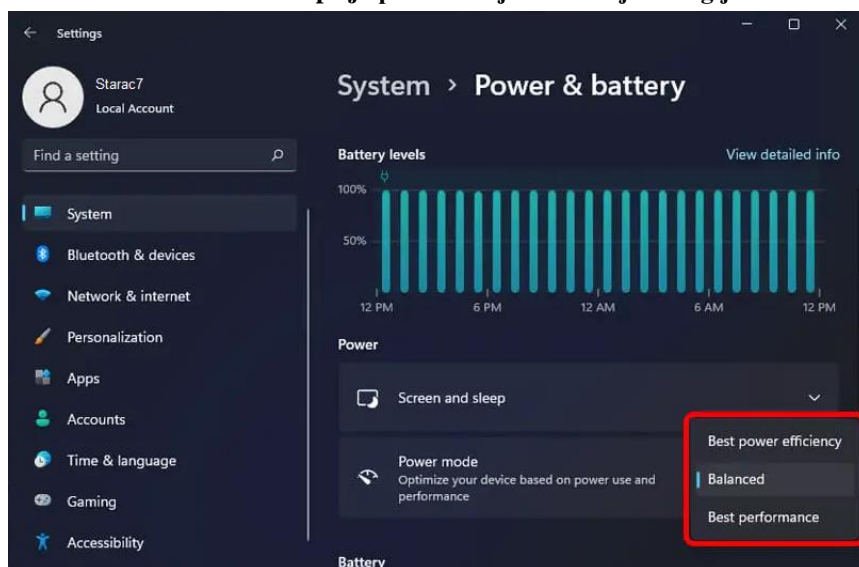 Settings
Starac7
Local Account
Find a setting
System
Bluetooth & devices
Network & internet
Personalization
Apps
Accounts
Time & language
Gaming
Accessibility
System > Power & battery
Battery levels
View detailed info
100%
50%
12 PM
6 PM
12 AM
6 AM
12 PM
Power
Screen and sleep
Power mode
Optimize your device based on power use and
performance
Best power efficiency
Balanced
Best performance
Battery